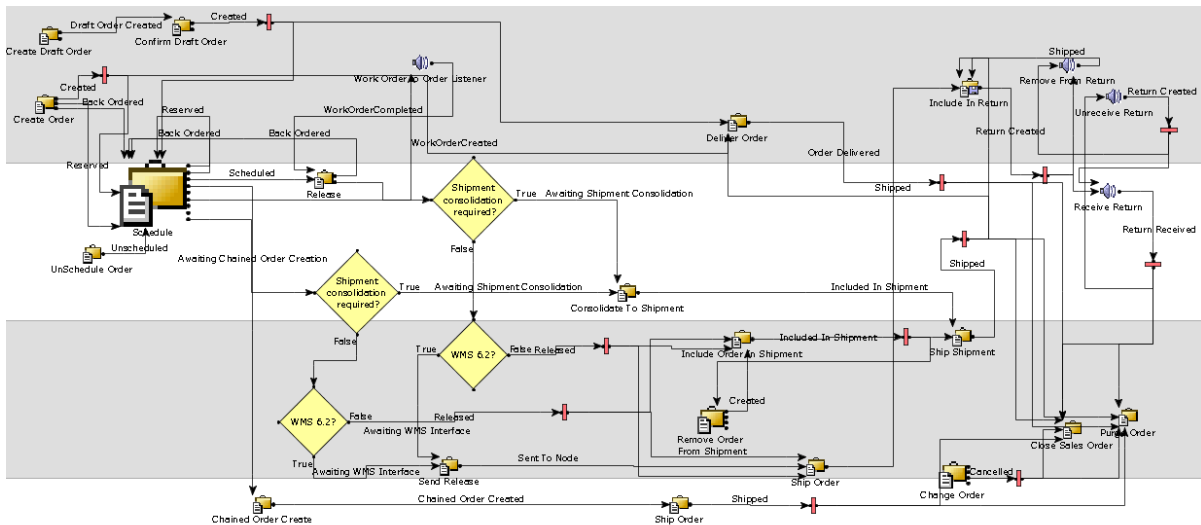 Draft Order Created
Created
Create Draft Order
Confirm Draft Order
Shipped
Created
Work Order to Order Listener
Remove From Return
Back Ordered
Return Created
Include In Return
Create Order
Reserved
WorkOrderCompleted
Unreceive Return
Deliver Order
Back Ordered
Back Ordered
Return Created
WorkOrderCreated
Order Delivered
Reserved
Scheduled
Shipment
consolidation
required?
True
Awaiting Shipment Consolidation
Shipped
Release
Receive Return
Schedule
Unscheduled
False
Return Received
UnSchedule Order
Awaiting Chained Order Creation
Shipped
Shipment
consolidation
required?
True
Awaiting Shipment Consolidation
Included In Shipment
Consolidate To Shipment
False
True
WMS 6.2?
False
Released
Include Order In Shipment
Included In Shipment
Ship Shipment
Created
WMS 6.2?
False
Released
Awaiting WMS Interface
Remove Order
From Shipment
Purge Order
Close Sales Order
True
Awaiting WMS Interface
Sent To Node
Send Release
Ship Order
Cancelled
Change Order
Chained Order Created
Shipped
Chained Order Create
Ship Order